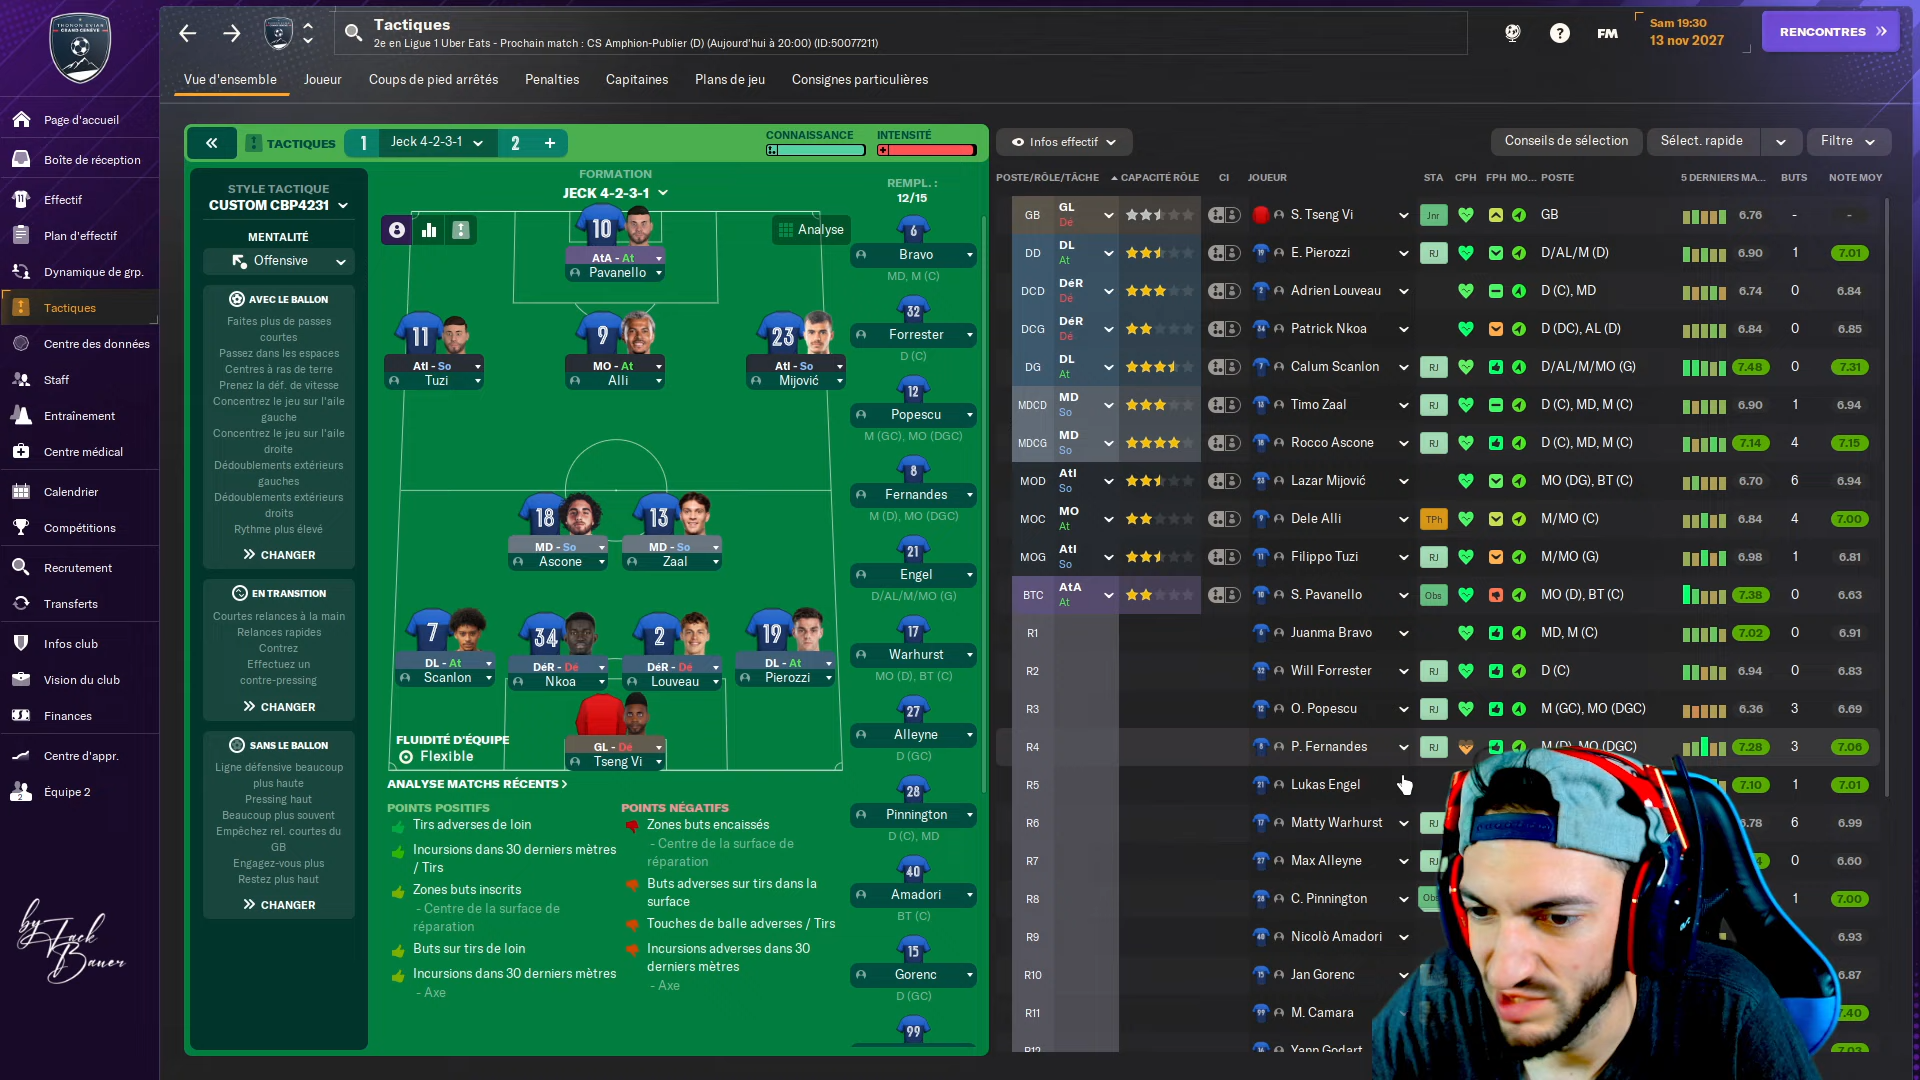 THONON EVIAN
GRAND GENÈVE
Tactiques
2e en Ligue 1 Uber Eats - Prochain match : CS Amphion-Publier (D) (Aujourd'hui à 20:00) (ID:50077211)
FM
Sam 19:30
13 nov 2027
RENCONTRES
Vue d'ensemble
Joueur
Coups de pied arrêtés
Penalties
Capitaines
Plans de jeu
Consignes particulières
Page d'accueil
Boîte de réception
Effectif
Plan d'effectif
Dynamique de grp.
Tactiques
Centre des données
Staff
Entraînement
Centre médical
Calendrier
Compétitions
Recrutement
Transferts
Infos club
Vision du club
Finances
Centre d'appr.
Équipe 2
by Jack Bauer
TACTIQUES
1
Jeck 4-2-3-1
2
CONNAISSANCE
INTENSITÉ
STYLE TACTIQUE
CUSTOM CBP4231
MENTALITÉ
Offensive
AVEC LE BALLON
Faites plus de passes
courtes
Passez dans les espaces
Centres à ras de terre
Prenez la déf. de vitesse
Concentrez le jeu sur l'aile
gauche
Concentrez le jeu sur l'aile
droite
Dédoublements extérieurs
gauches
Dédoublements extérieurs
droits
Rythme plus élevé
CHANGER
EN TRANSITION
Courtes relances à la main
Relances rapides
Contrez
Effectuez un
contre-pressing
CHANGER
SANS LE BALLON
Ligne défensive beaucoup
plus haute
Pressing haut
Beaucoup plus souvent
Empêchez rel. courtes du
GB
Engagez-vous plus
Restez plus haut
CHANGER
FORMATION
JECK 4-2-3-1
Analyse
10
AtA - At
Pavanello
11
AtI - So
Tuzi
9
MO - At
Alli
23
AtI - So
Mijović
18
MD - So
Ascone
13
MD - So
Zaal
7
DL - At
Scanlon
34
DéR - Dé
Nkoa
2
DéR - Dé
Louveau
19
DL - At
Pierozzi
GL - Dé
Tseng Vi
FLUIDITÉ D'ÉQUIPE
Flexible
ANALYSE MATCHS RÉCENTS
POINTS POSITIFS
Tirs adverses de loin
Incursions dans 30 derniers mètres
/ Tirs
Zones buts inscrits
- Centre de la surface de
réparation
Buts sur tirs de loin
Incursions dans 30 derniers mètres
- Axe
POINTS NÉGATIFS
Zones buts encaissés
- Centre de la surface de
réparation
Buts adverses sur tirs dans la
surface
Touches de balle adverses / Tirs
Incursions adverses dans 30
derniers mètres
- Axe
REMPL. :
12/15
6
Bravo
MD, M (C)
32
Forrester
D (C)
12
Popescu
M (GC), MO (DGC)
8
Fernandes
M (D), MO (DGC)
21
Engel
D/AL/M/MO (G)
17
Warhurst
MO (D), BT (C)
27
Alleyne
D (GC)
28
Pinnington
D (C), MD
40
Amadori
BT (C)
15
Gorenc
D (GC)
99
Infos effectif
Conseils de sélection
Sélect. rapide
Filtre
POSTE/RÔLE/TÂCHE CAPACITÉ RÔLE CI JOUEUR STA CPH FPH MO... POSTE 5 DERNIERS MA... BUTS NOTE MOY
GB GL Dé S. Tseng Vi Jnr GB 6.76 - -
DD DL At E. Pierozzi RJ D/AL/M (D) 6.90 1 7.01
DCD DéR Dé Adrien Louveau D (C), MD 6.74 0 6.84
DCG DéR Dé Patrick Nkoa D (DC), AL (D) 6.84 0 6.85
DG DL At Calum Scanlon RJ D/AL/M/MO (G) 7.48 0 7.31
MDCD MD So Timo Zaal RJ D (C), MD, M (C) 6.90 1 6.94
MDCG MD So Rocco Ascone RJ D (C), MD, M (C) 7.14 4 7.15
MOD AtI So Lazar Mijović MO (DG), BT (C) 6.70 6 6.94
MOC MO At Dele Alli TPh M/MO (C) 6.84 4 7.00
MOG AtI So Filippo Tuzi RJ M/MO (G) 6.98 1 6.81
BTC AtA At S. Pavanello Obs MO (D), BT (C) 7.38 0 6.63
R1 Juanma Bravo MD, M (C) 7.02 0 6.91
R2 Will Forrester RJ D (C) 6.94 0 6.83
R3 O. Popescu RJ M (GC), MO (DGC) 6.36 3 6.69
R4 P. Fernandes RJ M (D), MO (DGC) 7.28 3 7.06
R5 Lukas Engel 7.10 1 7.01
R6 Matty Warhurst RJ 6.78 6 6.99
R7 Max Alleyne RJ 0 6.60
R8 C. Pinnington Obs 1 7.00
R9 Nicolò Amadori 6.93
R10 Jan Gorenc 6.87
R11 M. Camara 7.40
R12 Yann Godart 7.03